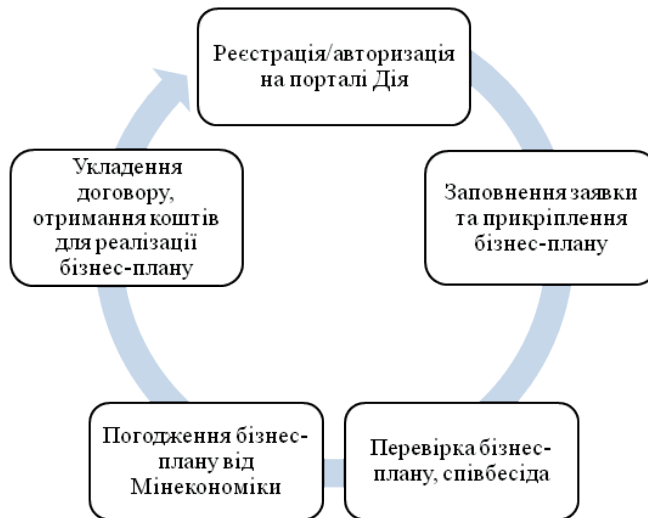 Реєстрація/авторизація
на порталі Дія
Заповнення заявки
та прикріплення
бізнес-плану
Перевірка бізнес-
плану, співбесіда
Погодження бізнес-
плану від
Мінекономіки
Укладення
договору,
отримання коштів
для реалізації
бізнес-плану